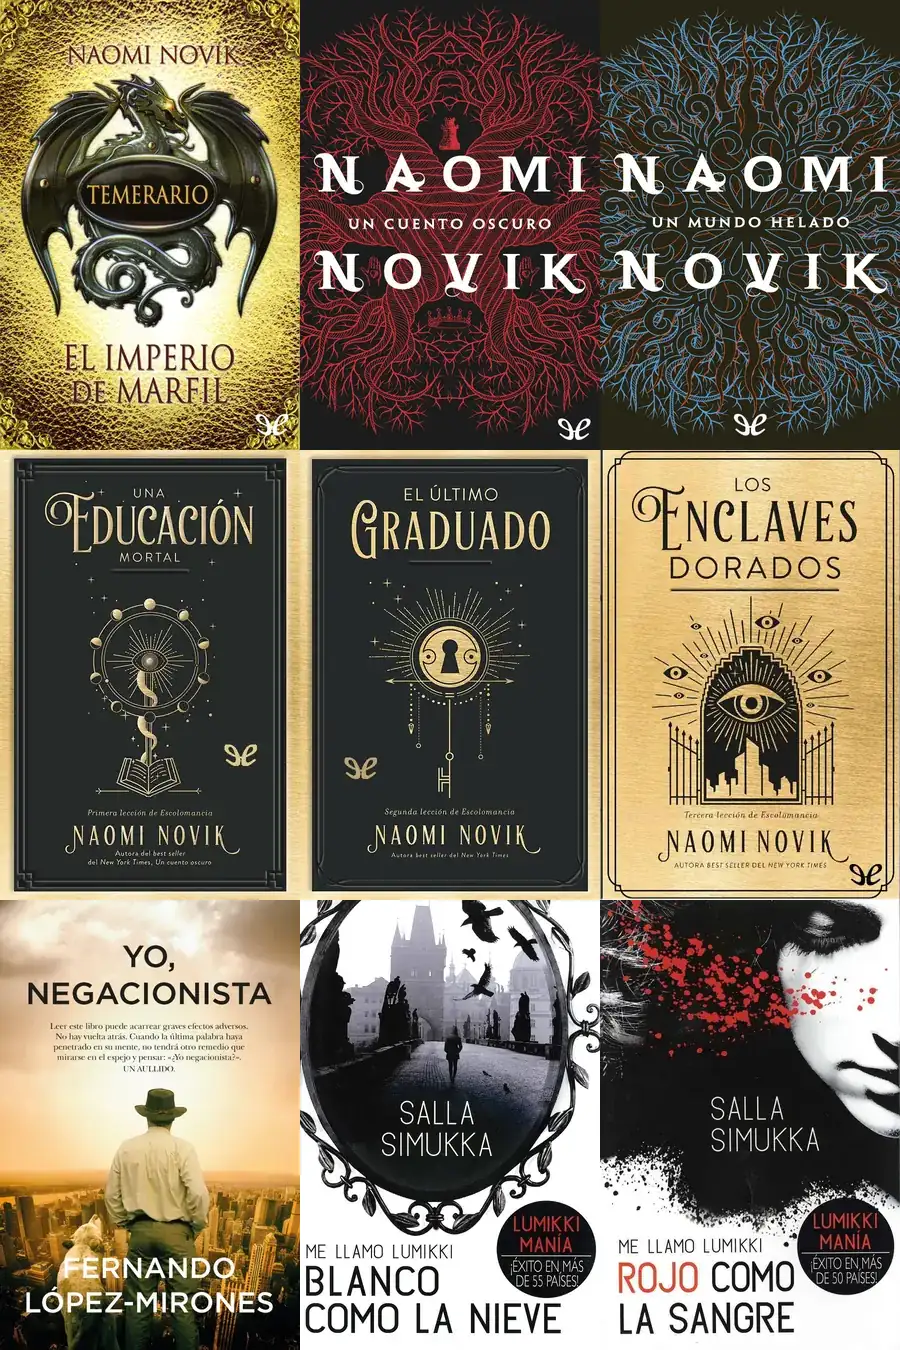 NAOMI NOVIK
TEMERARIO
EL IMPERIO
DE MARFIL
NAOMI
UN CUENTO OSCURO
NOVIK
NAOMI
UN MUNDO HELADO
NOVIK
UNA
EDUCACIÓN
MORTAL
Primera lección de Escolomancia
NAOMI NOVIK
Autora del best seller
del New York Times, Un cuento oscuro
EL ÚLTIMO
GRADUADO
Segunda lección de Escolomancia
NAOMI NOVIK
Autora best seller del New York Times
LOS
ENCLAVES
DORADOS
Tercera lección de Escolomancia
NAOMI NOVIK
AUTORA BEST SELLER DEL NEW YORK TIMES
YO,
NEGACIONISTA
Leer este libro puede acarrear graves efectos adversos.
No hay vuelta atrás. Cuando la última palabra haya
penetrado en su mente, no tendrá otro remedio que
mirarse en el espejo y pensar: «¿Yo negacionista?».
UN AULLIDO.
FERNANDO
LÓPEZ-MIRONES
SALLA
SIMUKKA
LUMIKKI
MANÍA
¡ÉXITO EN MÁS
DE 55 PAÍSES!
ME LLAMO LUMIKKI
BLANCO
COMO LA NIEVE
SALLA
SIMUKKA
LUMIKKI
MANÍA
¡ÉXITO EN MÁS
DE 50 PAÍSES!
ME LLAMO LUMIKKI
ROJO COMO
LA SANGRE